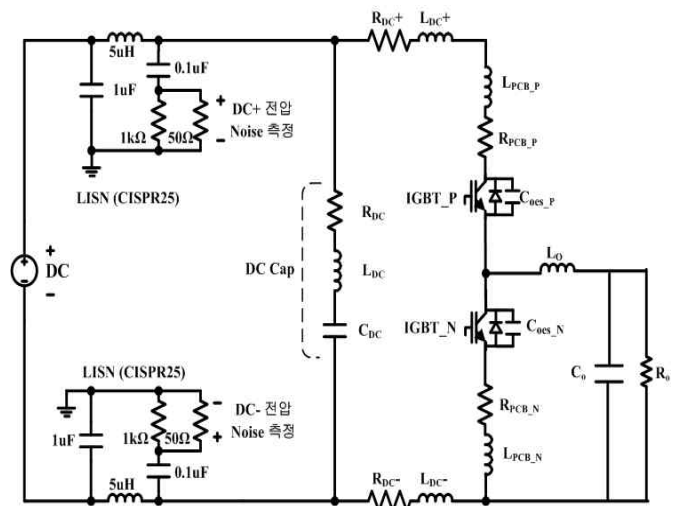 R_DC+ L_DC+
5uH
0.1uF
1uF
L_PCB_P
+
DC+ 전압
1kΩ 50Ω
Noise 측정
-
R_PCB_P
LISN (CISPR25)
IGBT_P
C_oes_P
R_DC
L_O
+
DC
-
DC Cap
L_DC
C_DC
IGBT_N
C_oes_N
LISN (CISPR25)
C_o
R_o
-
DC- 전압
1kΩ 50Ω
Noise 측정
+
1uF
R_PCB_N
0.1uF
L_PCB_N
5uH
R_DC- L_DC-